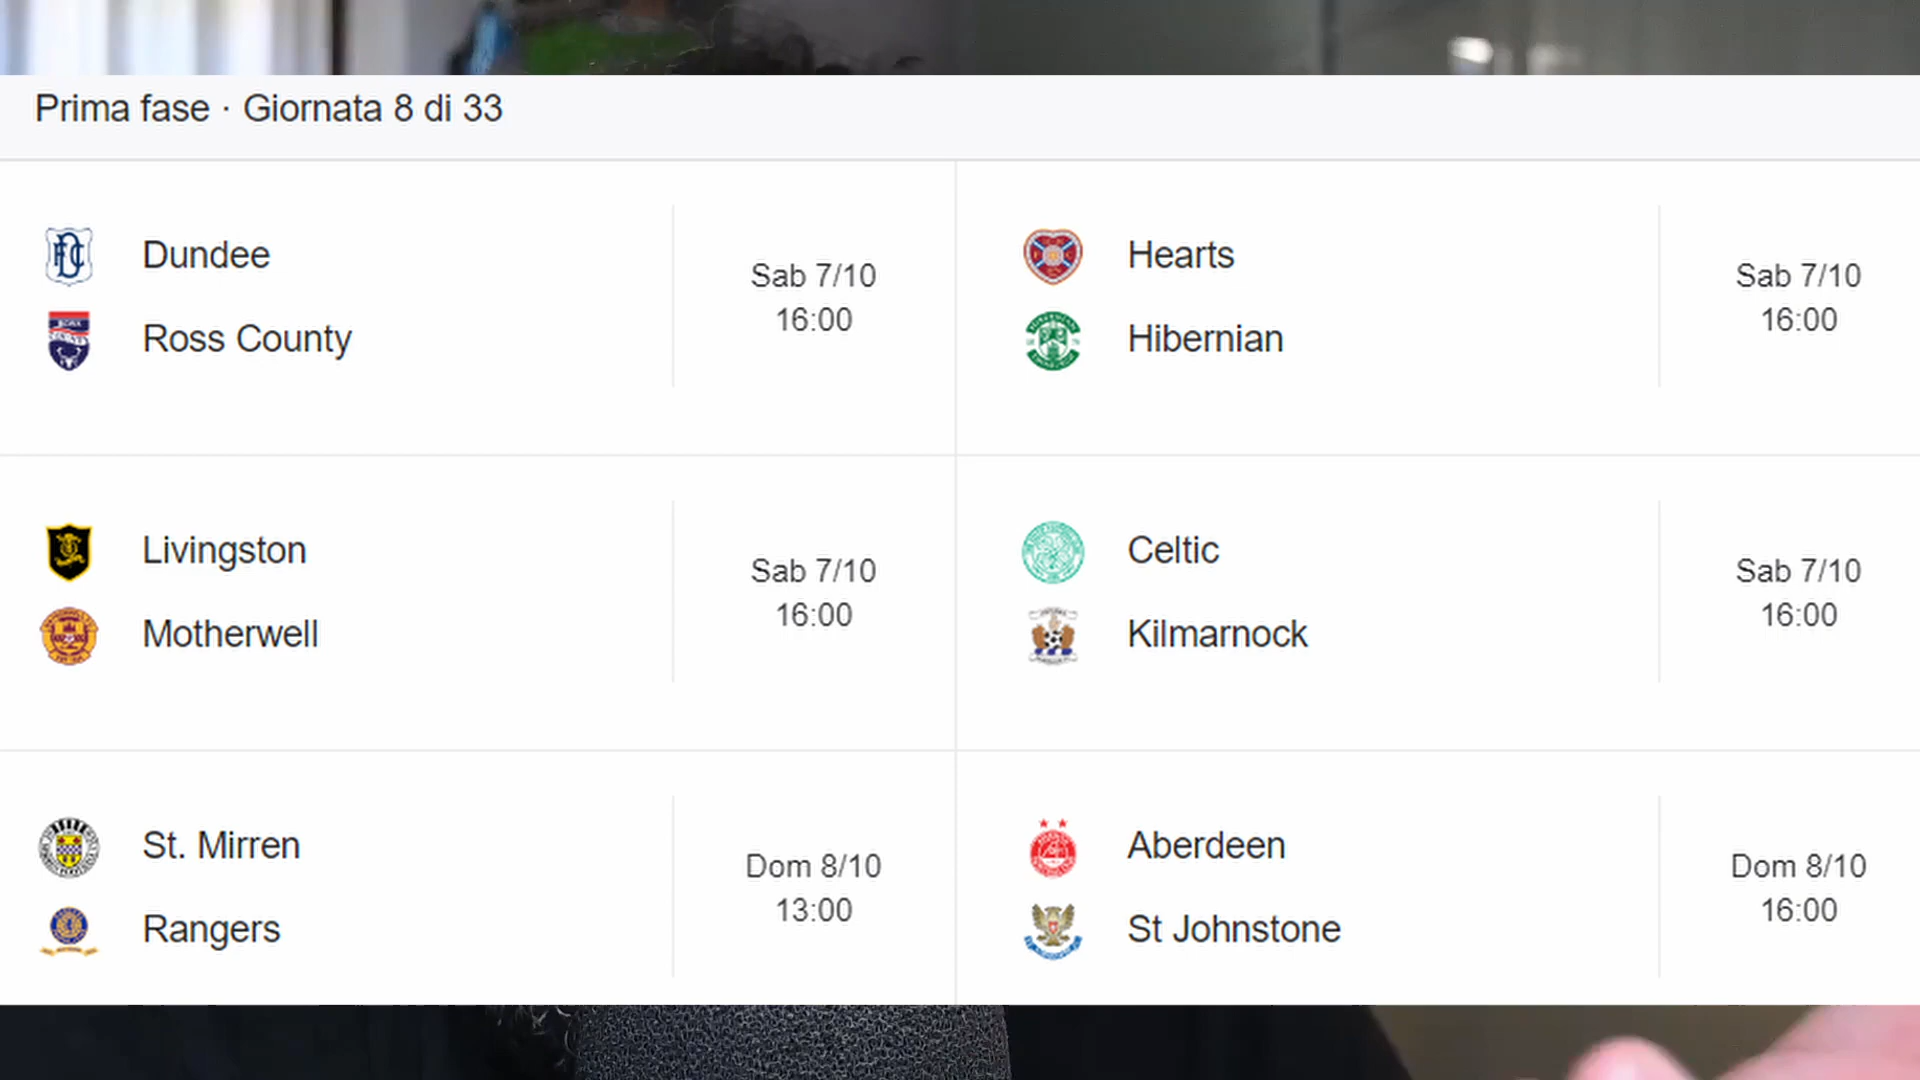 Prima fase · Giornata 8 di 33
Dundee
Ross County
Sab 7/10
16:00
Hearts
Hibernian
Sab 7/10
16:00
Livingston
Motherwell
Sab 7/10
16:00
Celtic
Kilmarnock
Sab 7/10
16:00
St. Mirren
Rangers
Dom 8/10
13:00
Aberdeen
St Johnstone
Dom 8/10
16:00